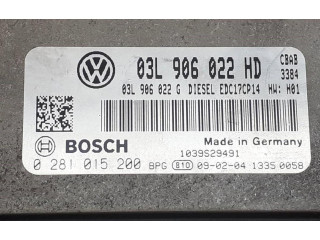 03L 906 022 HD CBAB
3384
03L 906 022 G DIESEL EDC17CP14 HW: H01
BOSCH
Made in Germany
1039S29491
0 281 015 200 BPG 810 09-02-04 1335 0058